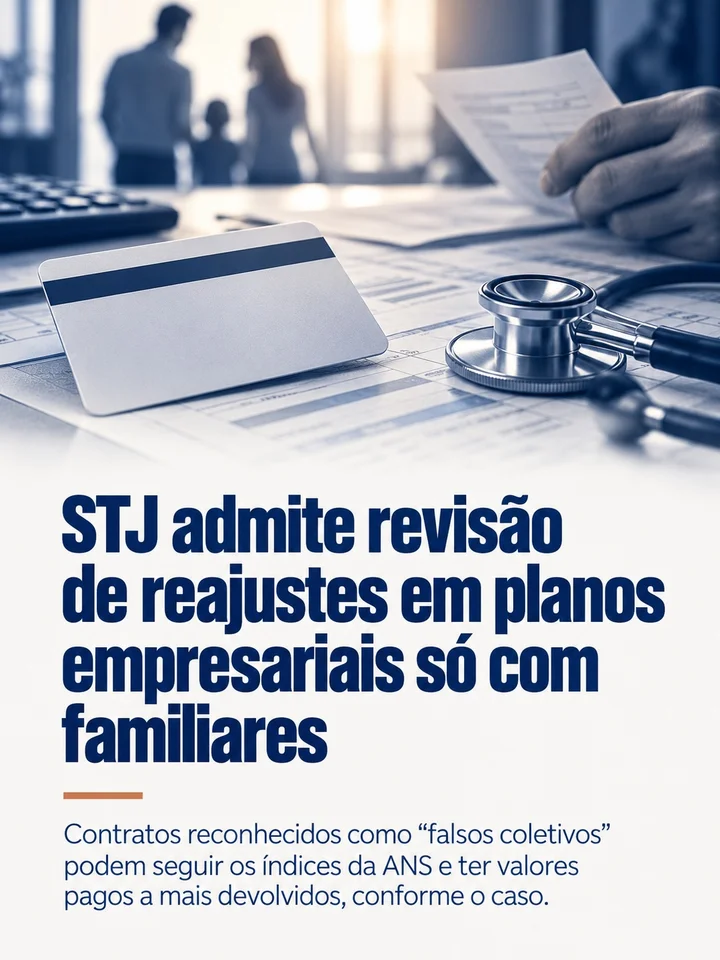 STJ admite revisão
de reajustes em planos
empresariais só com
familiares
Contratos reconhecidos como “falsos coletivos”
podem seguir os índices da ANS e ter valores
pagos a mais devolvidos, conforme o caso.